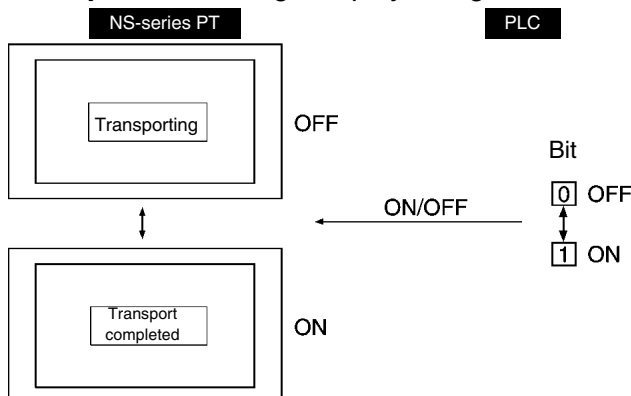 NS-series PT PLC
Transporting OFF
Bit
0 OFF
ON/OFF
1 ON
Transport
completed
ON